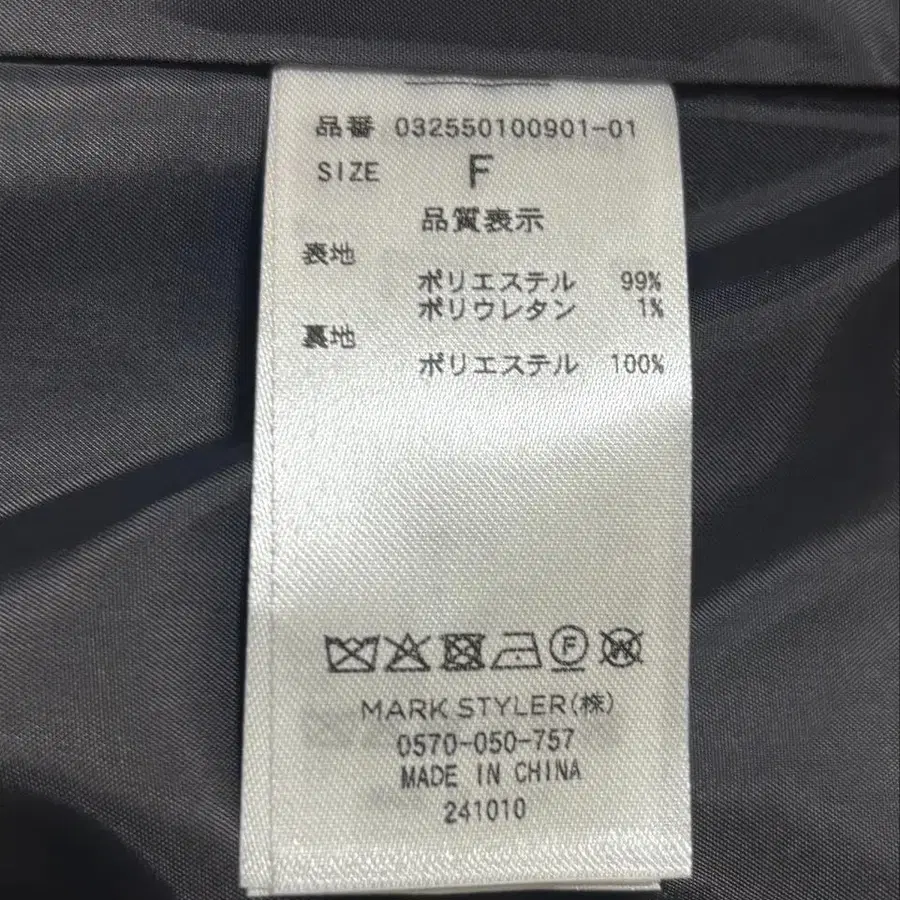 品番 032550100901-01
SIZE F
品質表示
表地
ポリエステル 99%
ポリウレタン 1%
裏地
ポリエステル 100%
F W
MARK STYLER(株)
0570-050-757
MADE IN CHINA
241010